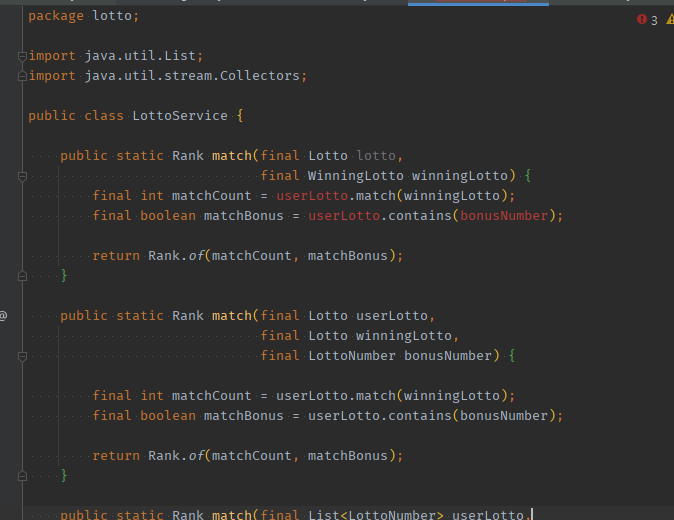 package lotto;
3
import java.util.List;
import java.util.stream.Collectors;
public class LottoService {
public static Rank match(final Lotto lotto,
final WinningLotto winningLotto) {
final int matchCount = userLotto.match(winningLotto);
final boolean matchBonus = userLotto.contains(bonusNumber);
return Rank.of(matchCount, matchBonus);
}
@
public static Rank match(final Lotto userLotto,
final Lotto winningLotto,
final LottoNumber bonusNumber) {
final int matchCount = userLotto.match(winningLotto);
final boolean matchBonus = userLotto.contains(bonusNumber);
return Rank.of(matchCount, matchBonus);
}
public static Rank match(final List<LottoNumber> userLotto,